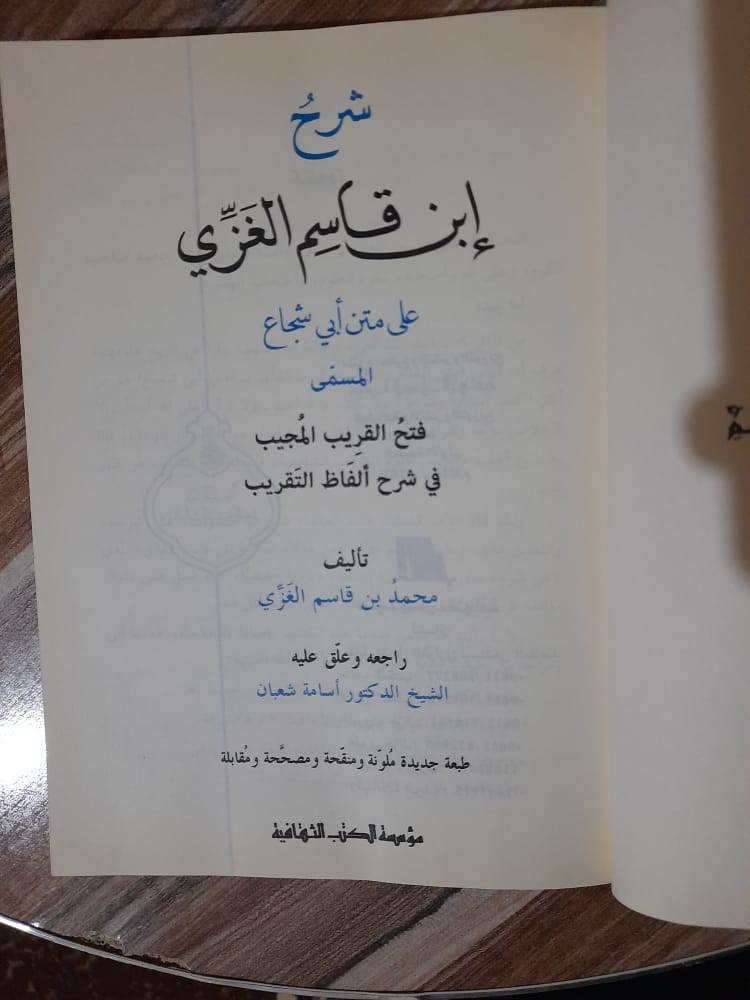 شرحُ
إبن قاسِم الغَزِّي
على متن أبي شجاع
المسمّى
فتحُ القرِيب المُجيب
في شرح ألفَاظ التَقريب
تأليف
محمدُ بن قاسم الغَزِّي
راجعه وعلّق عليه
الشيخ الدكتور أسامة شعبان
طبعة جديدة مُلوّنة ومنقّحة ومصحَّحة ومُقابلة
مؤسسة الكتب الثقافية